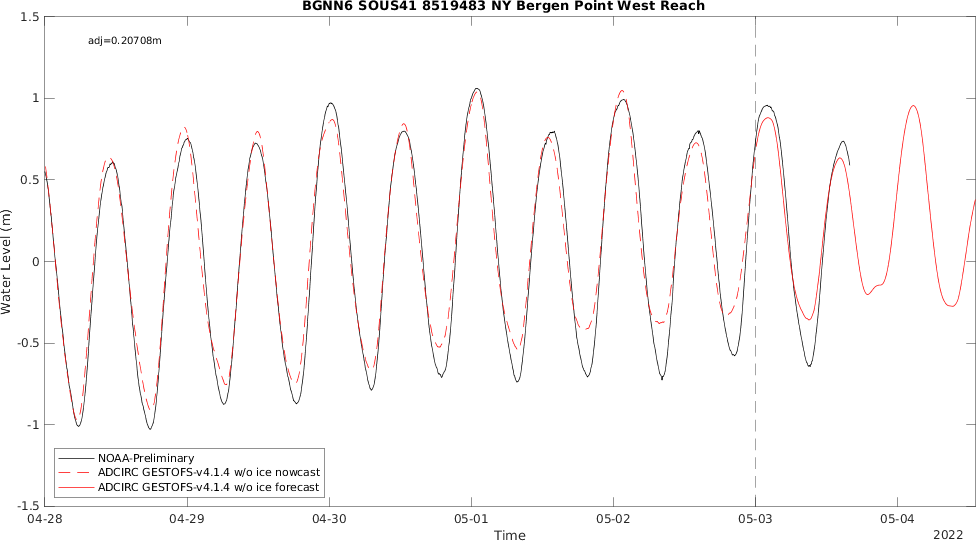 BGNN6 SOUS41 8519483 NY Bergen Point West Reach
adj=0.20708m
1.5
1
0.5
0
-0.5
-1
-1.5
Water Level (m)
NOAA-Preliminary
ADCIRC GESTOFS-v4.1.4 w/o ice nowcast
ADCIRC GESTOFS-v4.1.4 w/o ice forecast
04-28 04-29 04-30 05-01 05-02 05-03 05-04
Time
2022